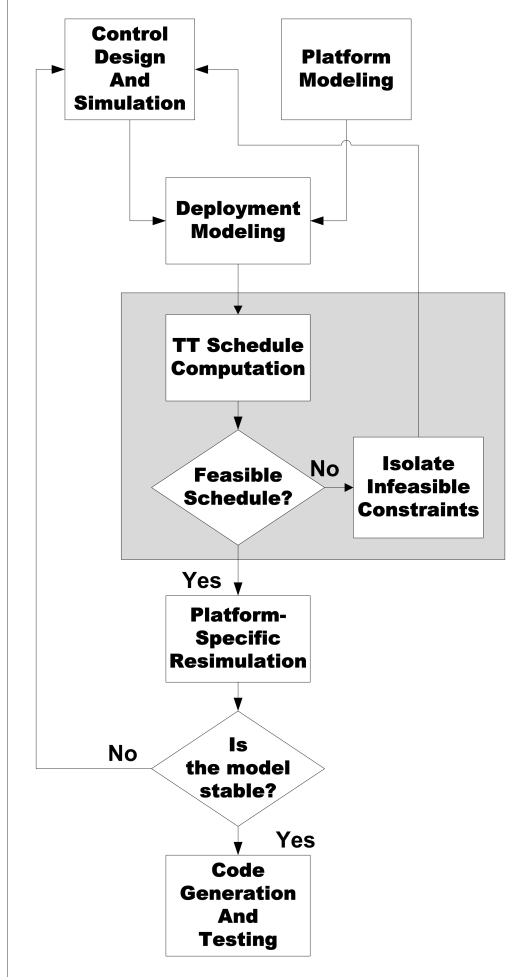 Control
Design
And
Simulation
Platform
Modeling
Deployment
Modeling
TT Schedule
Computation
Feasible
Schedule?
No
Isolate
Infeasible
Constraints
Yes
Platform-
Specific
Resimulation
Is
the model
stable?
No
Yes
Code
Generation
And
Testing